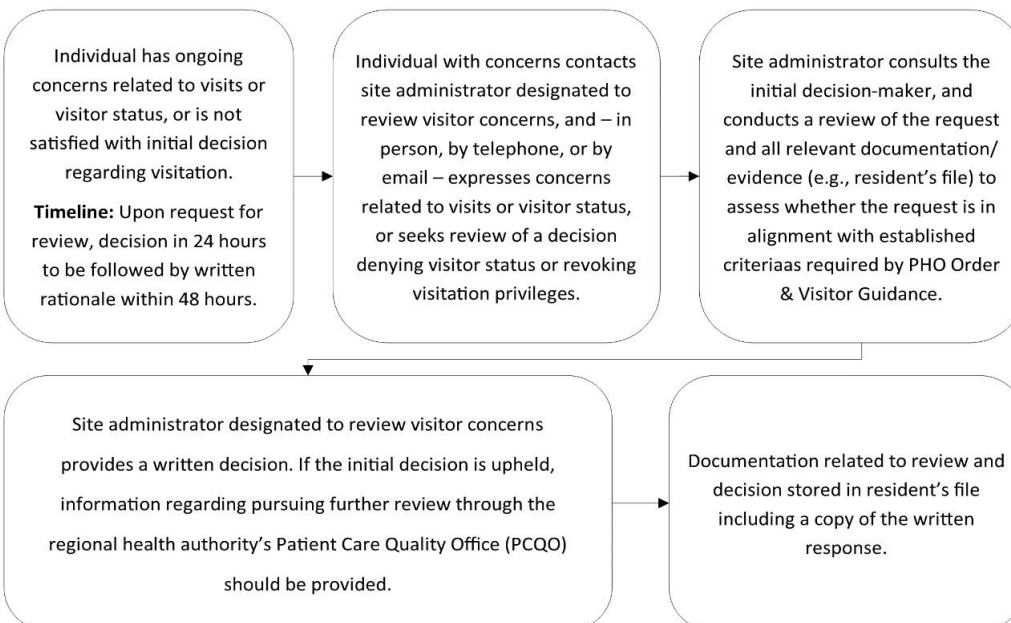 Individual has ongoing
concerns related to visits or
visitor status, or is not
satisfied with initial decision
regarding visitation.
Timeline: Upon request for
review, decision in 24 hours
to be followed by written
rationale within 48 hours.
Individual with concerns contacts
site administrator designated to
review visitor concerns, and – in
person, by telephone, or by
email – expresses concerns
related to visits or visitor status,
or seeks review of a decision
denying visitor status or revoking
visitation privileges.
Site administrator consults the
initial decision-maker, and
conducts a review of the request
and all relevant documentation/
evidence (e.g., resident’s file) to
assess whether the request is in
alignment with established
criteriaas required by PHO Order
& Visitor Guidance.
Site administrator designated to review visitor concerns
provides a written decision. If the initial decision is upheld,
information regarding pursuing further review through the
regional health authority’s Patient Care Quality Office (PCQO)
should be provided.
Documentation related to review and
decision stored in resident’s file
including a copy of the written
response.